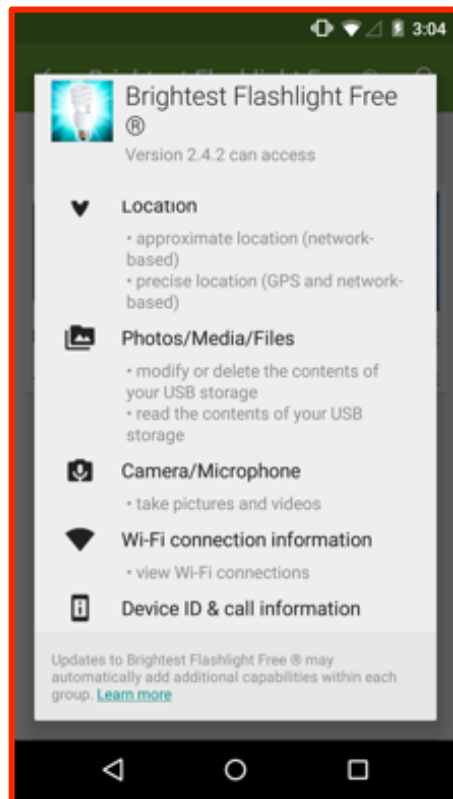 3:04
Brightest Flashlight Free
®
Version 2.4.2 can access
Location
• approximate location (network-
based)
• precise location (GPS and network-
based)
Photos/Media/Files
• modify or delete the contents of
your USB storage
• read the contents of your USB
storage
Camera/Microphone
• take pictures and videos
Wi-Fi connection information
• view Wi-Fi connections
Device ID & call information
Updates to Brightest Flashlight Free ® may
automatically add additional capabilities within each
group. Learn more